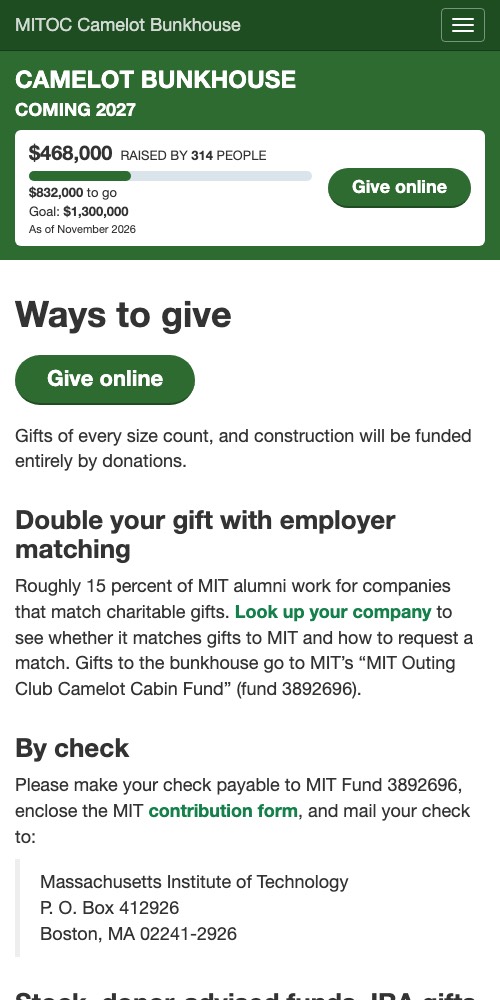 MITOC Camelot Bunkhouse
CAMELOT BUNKHOUSE
COMING 2027
$468,000 RAISED BY 314 PEOPLE
$832,000 to go
Goal: $1,300,000
As of November 2026
Give online
Ways to give
Give online
Gifts of every size count, and construction will be funded
entirely by donations.
Double your gift with employer
matching
Roughly 15 percent of MIT alumni work for companies
that match charitable gifts. Look up your company to
see whether it matches gifts to MIT and how to request a
match. Gifts to the bunkhouse go to MIT’s “MIT Outing
Club Camelot Cabin Fund” (fund 3892696).
By check
Please make your check payable to MIT Fund 3892696,
enclose the MIT contribution form, and mail your check
to:
Massachusetts Institute of Technology
P. O. Box 412926
Boston, MA 02241-2926
Stock, donor-advised funds, IRA gifts